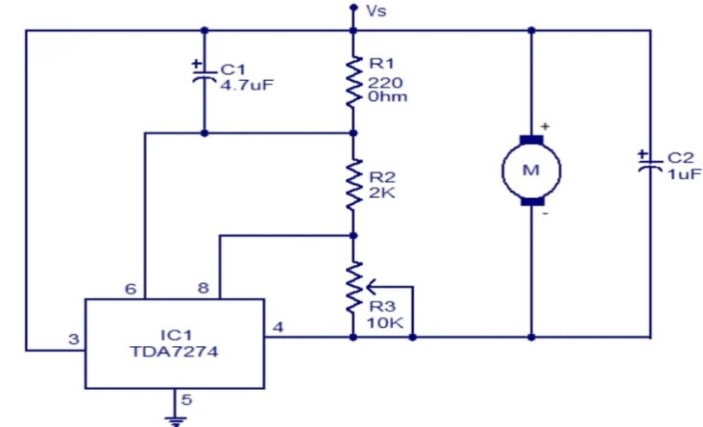 Vs
+
C1
4.7uF
R1
220
Ohm
R2
2K
+
M
-
+
C2
1uF
6
8
R3
10K
3
IC1
TDA7274
4
5